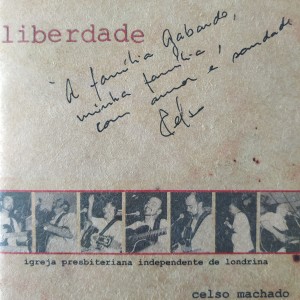 liberdade
"A família Gabardo,
minha família,
com amor e saudade
Celso
igreja presbiteriana independente de londrina
celso machado